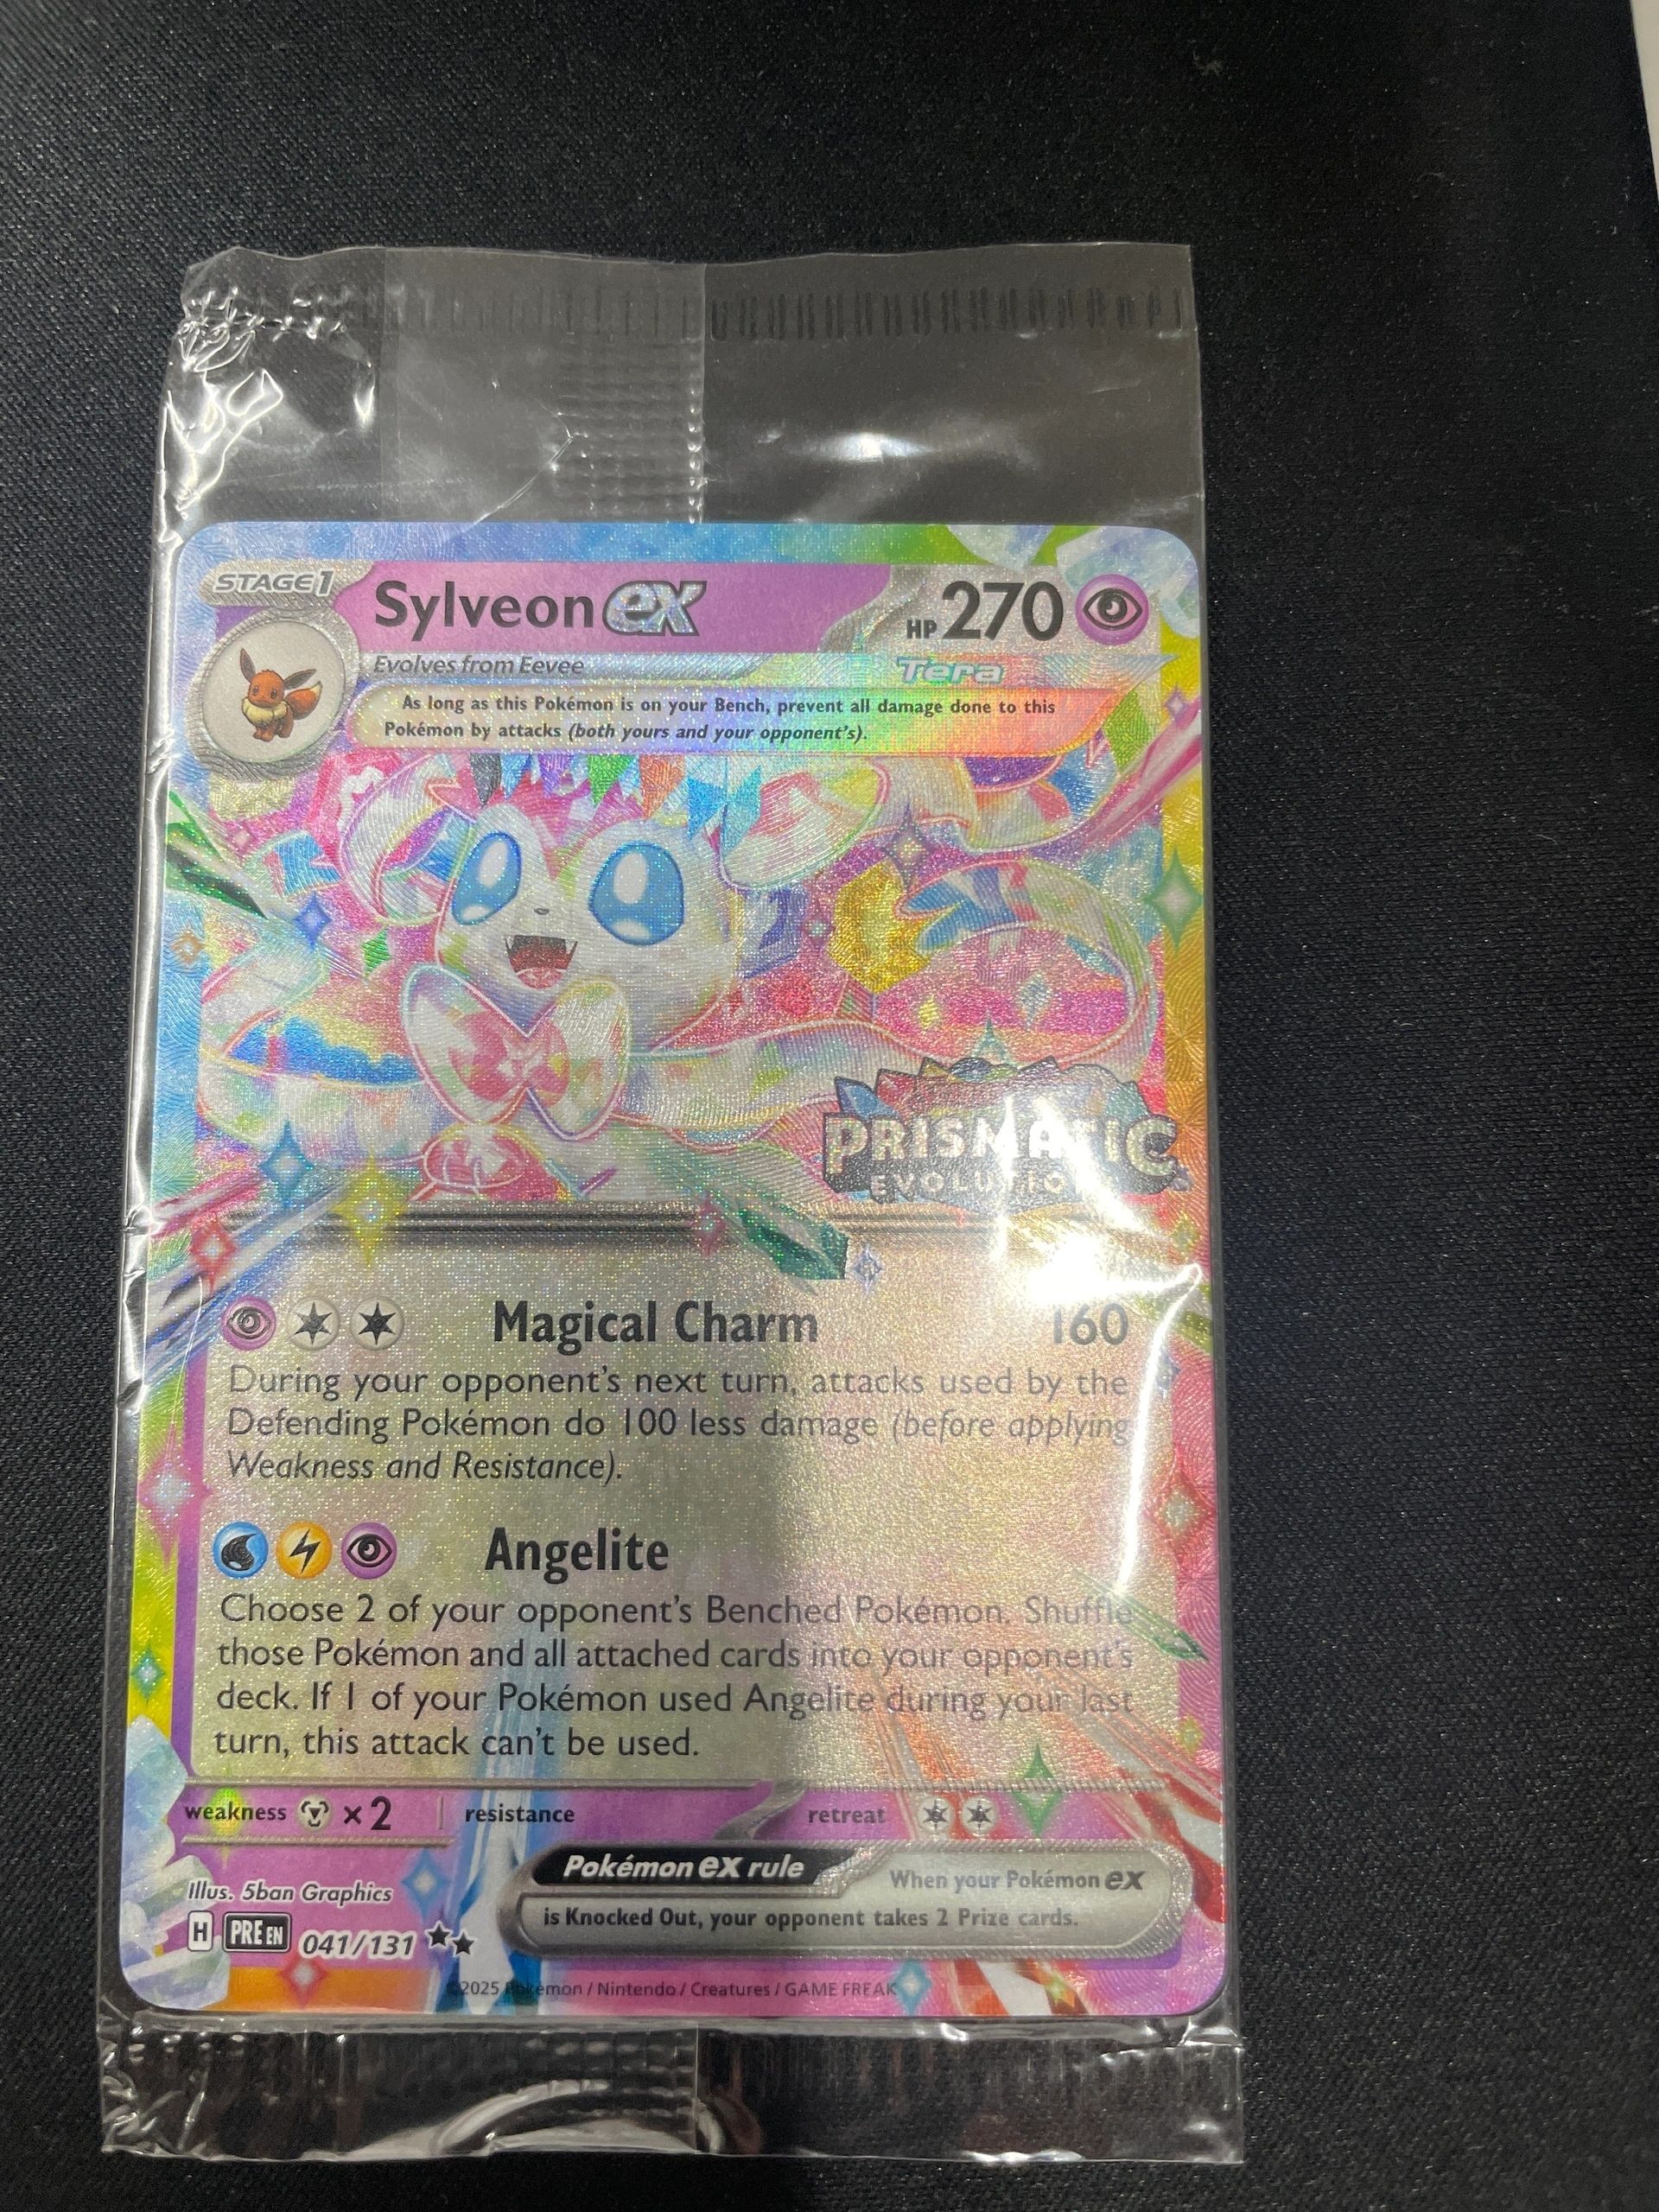 STAGE 1
Sylveon ex
HP 270
Evolves from Eevee
Tera
As long as this Pokémon is on your Bench, prevent all damage done to this
Pokémon by attacks (both yours and your opponent's).
PRISMATIC
EVOLUTIONS
Magical Charm 160
During your opponent's next turn, attacks used by the
Defending Pokémon do 100 less damage (before applying
Weakness and Resistance).
Angelite
Choose 2 of your opponent's Benched Pokémon. Shuffle
those Pokémon and all attached cards into your opponent's
deck. If 1 of your Pokémon used Angelite during your last
turn, this attack can't be used.
weakness ×2 resistance retreat
Pokémon ex rule When your Pokémon ex
is Knocked Out, your opponent takes 2 Prize cards.
Illus. 5ban Graphics
H PRE EN 041/131
©2025 Pokémon / Nintendo / Creatures / GAME FREAK